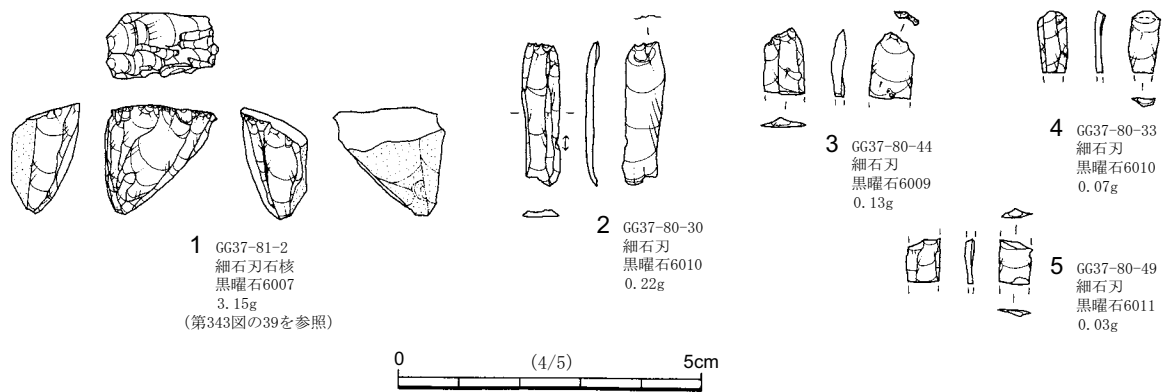 1 GG37-81-2
細石刃石核
黒曜石6007
3.15g
(第343図の39を参照)
2 GG37-80-30
細石刃
黒曜石6010
0.22g
3 GG37-80-44
細石刃
黒曜石6009
0.13g
4 GG37-80-33
細石刃
黒曜石6010
0.07g
5 GG37-80-49
細石刃
黒曜石6011
0.03g
0 (4/5) 5cm